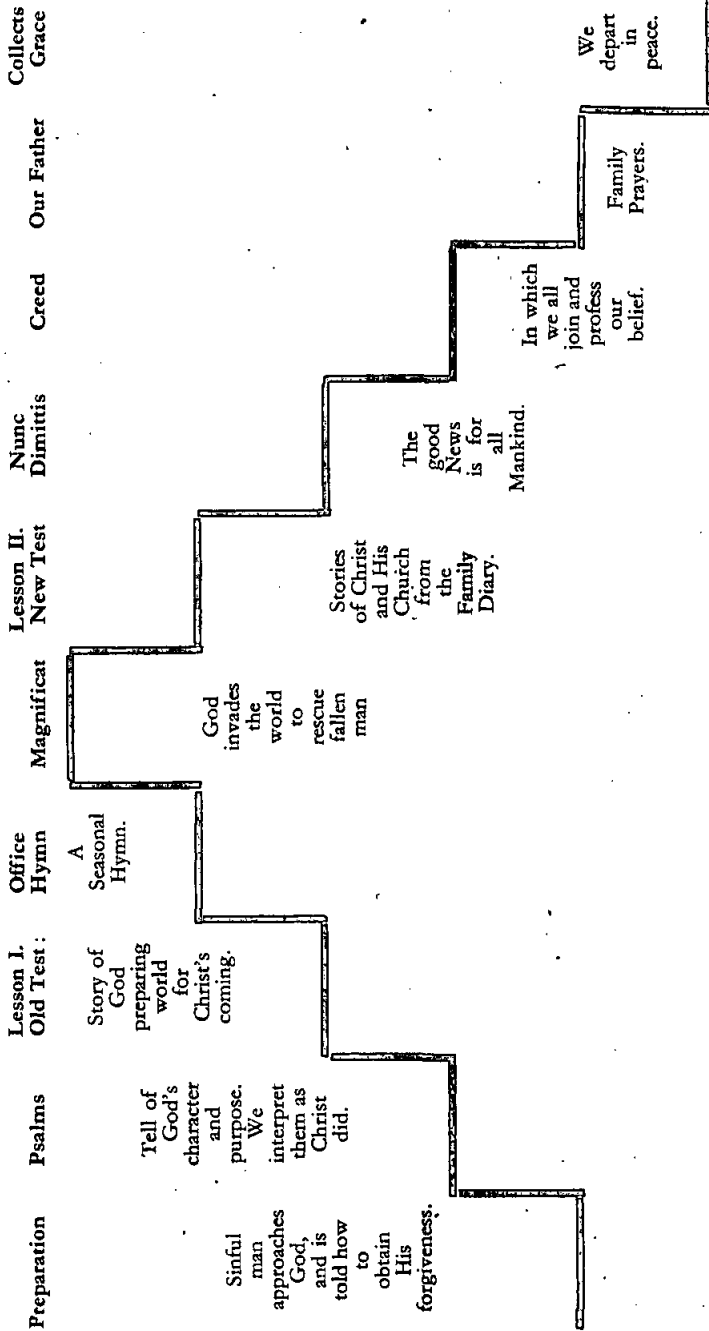 Preparation
Sinful
man
approaches
God,
and is
told how
to
obtain
His
forgiveness.
Psalms
Tell of
God's
character
and
purpose.
We
interpret
them as
Christ
did.
Lesson I.
Old Test:
Story of
God
preparing
world
for
Christ's
coming.
Office
Hymn
A
Seasonal
Hymn.
Magnificat
God
invades
the
world
to
rescue
fallen
man
Lesson II.
New Test
Stories
of Christ
and His
Church
from
the
Family
Diary.
Nunc
Dimittis
The
good
News
is for
all
Mankind.
Creed
In which
we all
join and
profess
our
belief.
Our Father
Family
Prayers.
Collects
Grace
We
depart
in
peace.